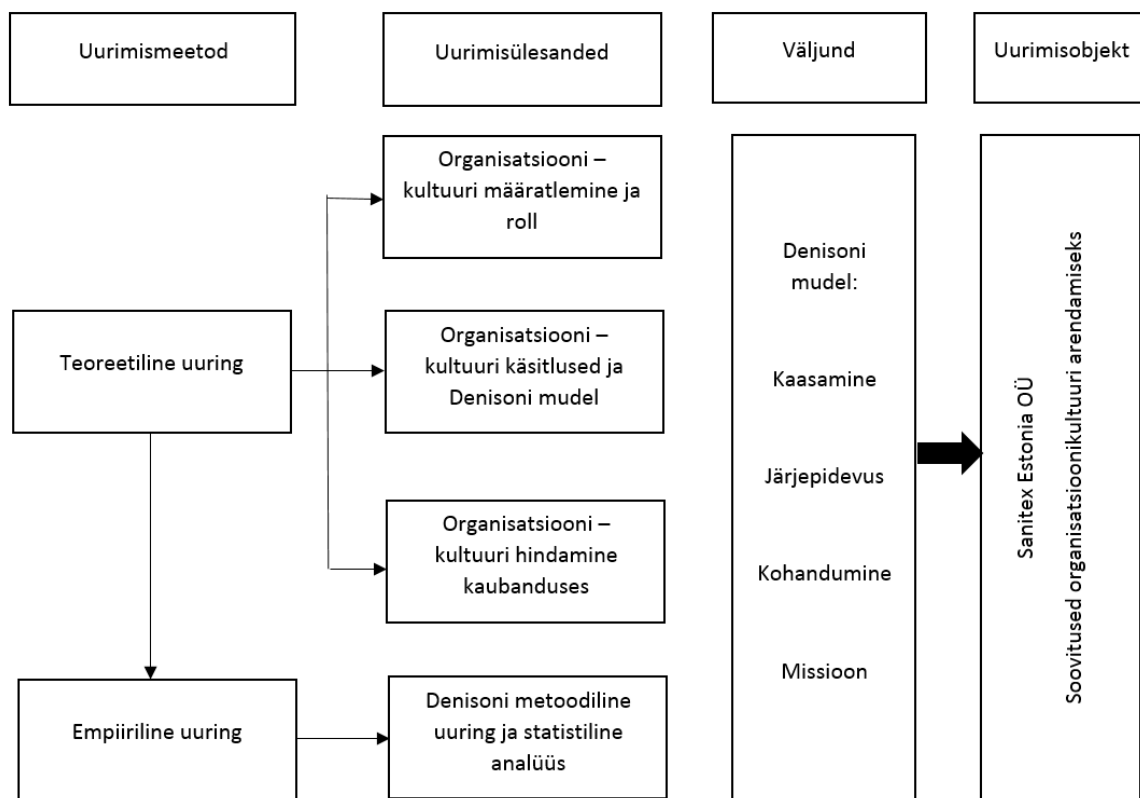 Uurimismeetod
Uurimisülesanded
Väljund
Uurimisobjekt
Organisatsiooni –
kultuuri määratlemine ja
roll
Teoreetiline uuring
Organisatsiooni –
kultuuri käsitlused ja
Denisoni mudel
Organisatsiooni –
kultuuri hindamine
kaubanduses
Empiiriline uuring
Denisoni metoodiline
uuring ja statistiline
analüüs
Denisoni
mudel:
Kaasamine
Järjepidevus
Kohandumine
Missioon
Sanitex Estonia OÜ
Soovitused organisatsioonikultuuri arendamiseks